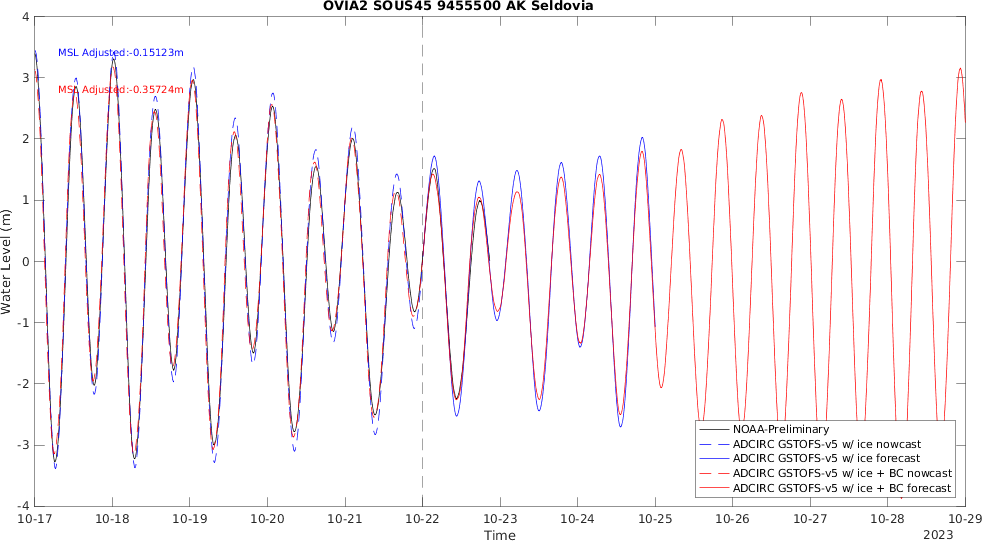 OVIA2 SOUS45 9455500 AK Seldovia
MSL Adjusted:-0.15123m
MSL Adjusted:-0.35724m
4
3
2
1
0
-1
-2
-3
-4
Water Level (m)
NOAA-Preliminary
ADCIRC GSTOFS-v5 w/ ice nowcast
ADCIRC GSTOFS-v5 w/ ice forecast
ADCIRC GSTOFS-v5 w/ ice + BC nowcast
ADCIRC GSTOFS-v5 w/ ice + BC forecast
10-17 10-18 10-19 10-20 10-21 10-22 10-23 10-24 10-25 10-26 10-27 10-28 10-29
Time
2023